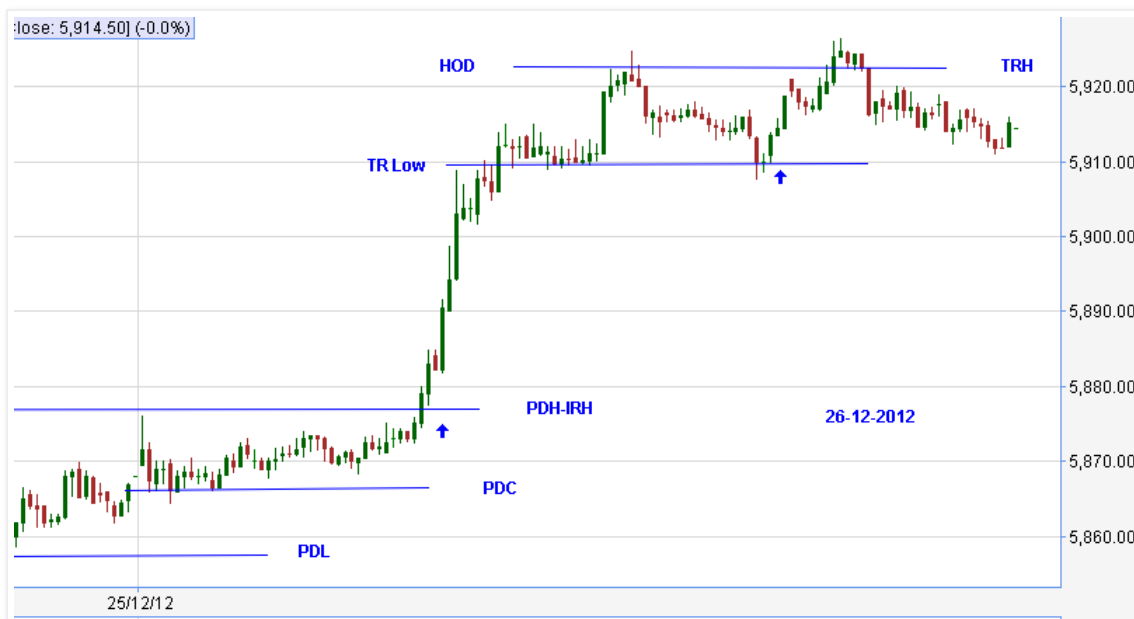 lose: 5,914.50] (-0.0%)
HOD
TRH
5,920.00
TR Low
5,910.00
5,900.00
5,890.00
5,880.00
PDH-IRH
26-12-2012
5,870.00
PDC
PDL
5,860.00
25/12/12